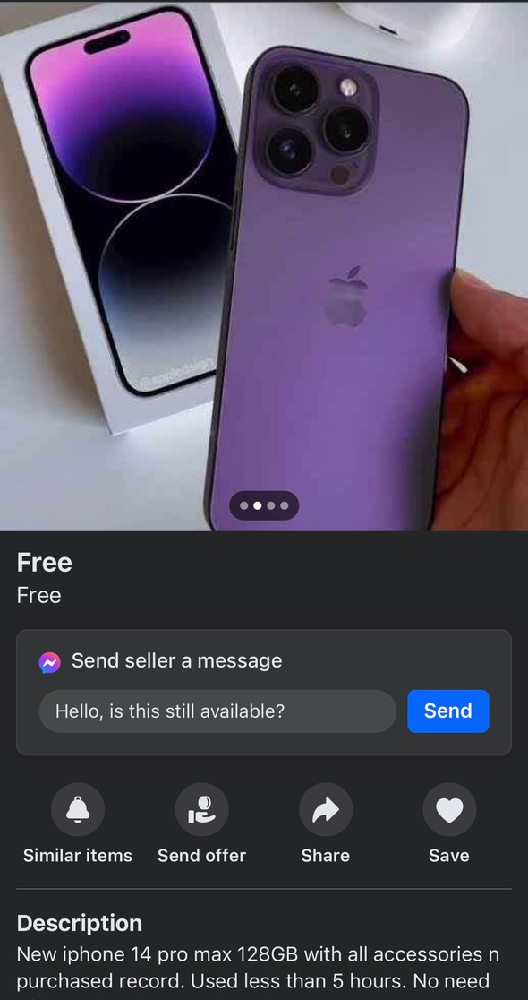 @appledsign
Free
Free
Send seller a message
Hello, is this still available?
Send
Similar items
Send offer
Share
Save
Description
New iphone 14 pro max 128GB with all accessories n
purchased record. Used less than 5 hours. No need